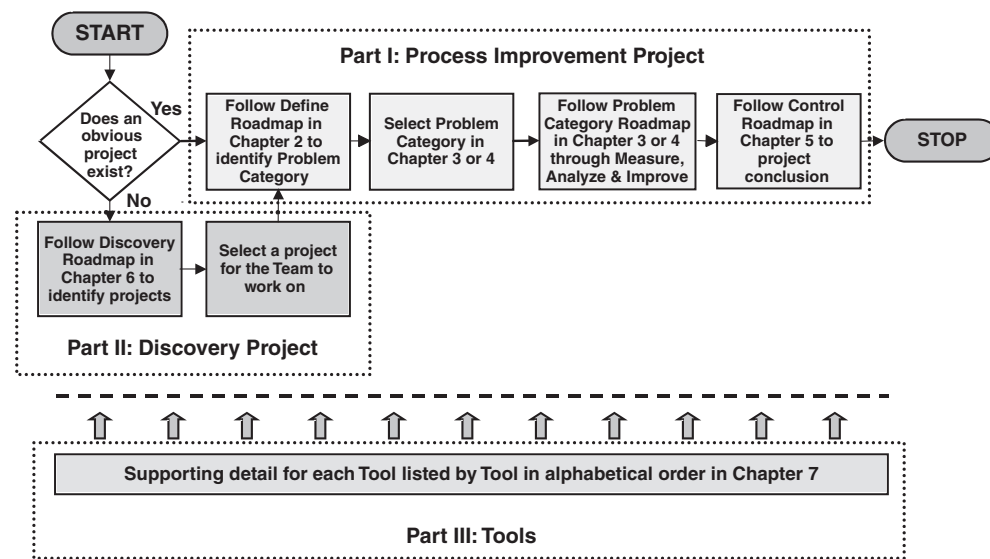 START
Part I: Process Improvement Project
Does an
obvious
project
exist?
Yes
No
Follow Define
Roadmap in
Chapter 2 to
identify Problem
Category
Select Problem
Category in
Chapter 3 or 4
Follow Problem
Category Roadmap
in Chapter 3 or 4
through Measure,
Analyze & Improve
Follow Control
Roadmap in
Chapter 5 to
project
conclusion
STOP
Follow Discovery
Roadmap in
Chapter 6 to
identify projects
Select a project
for the Team to
work on
Part II: Discovery Project
Supporting detail for each Tool listed by Tool in alphabetical order in Chapter 7
Part III: Tools